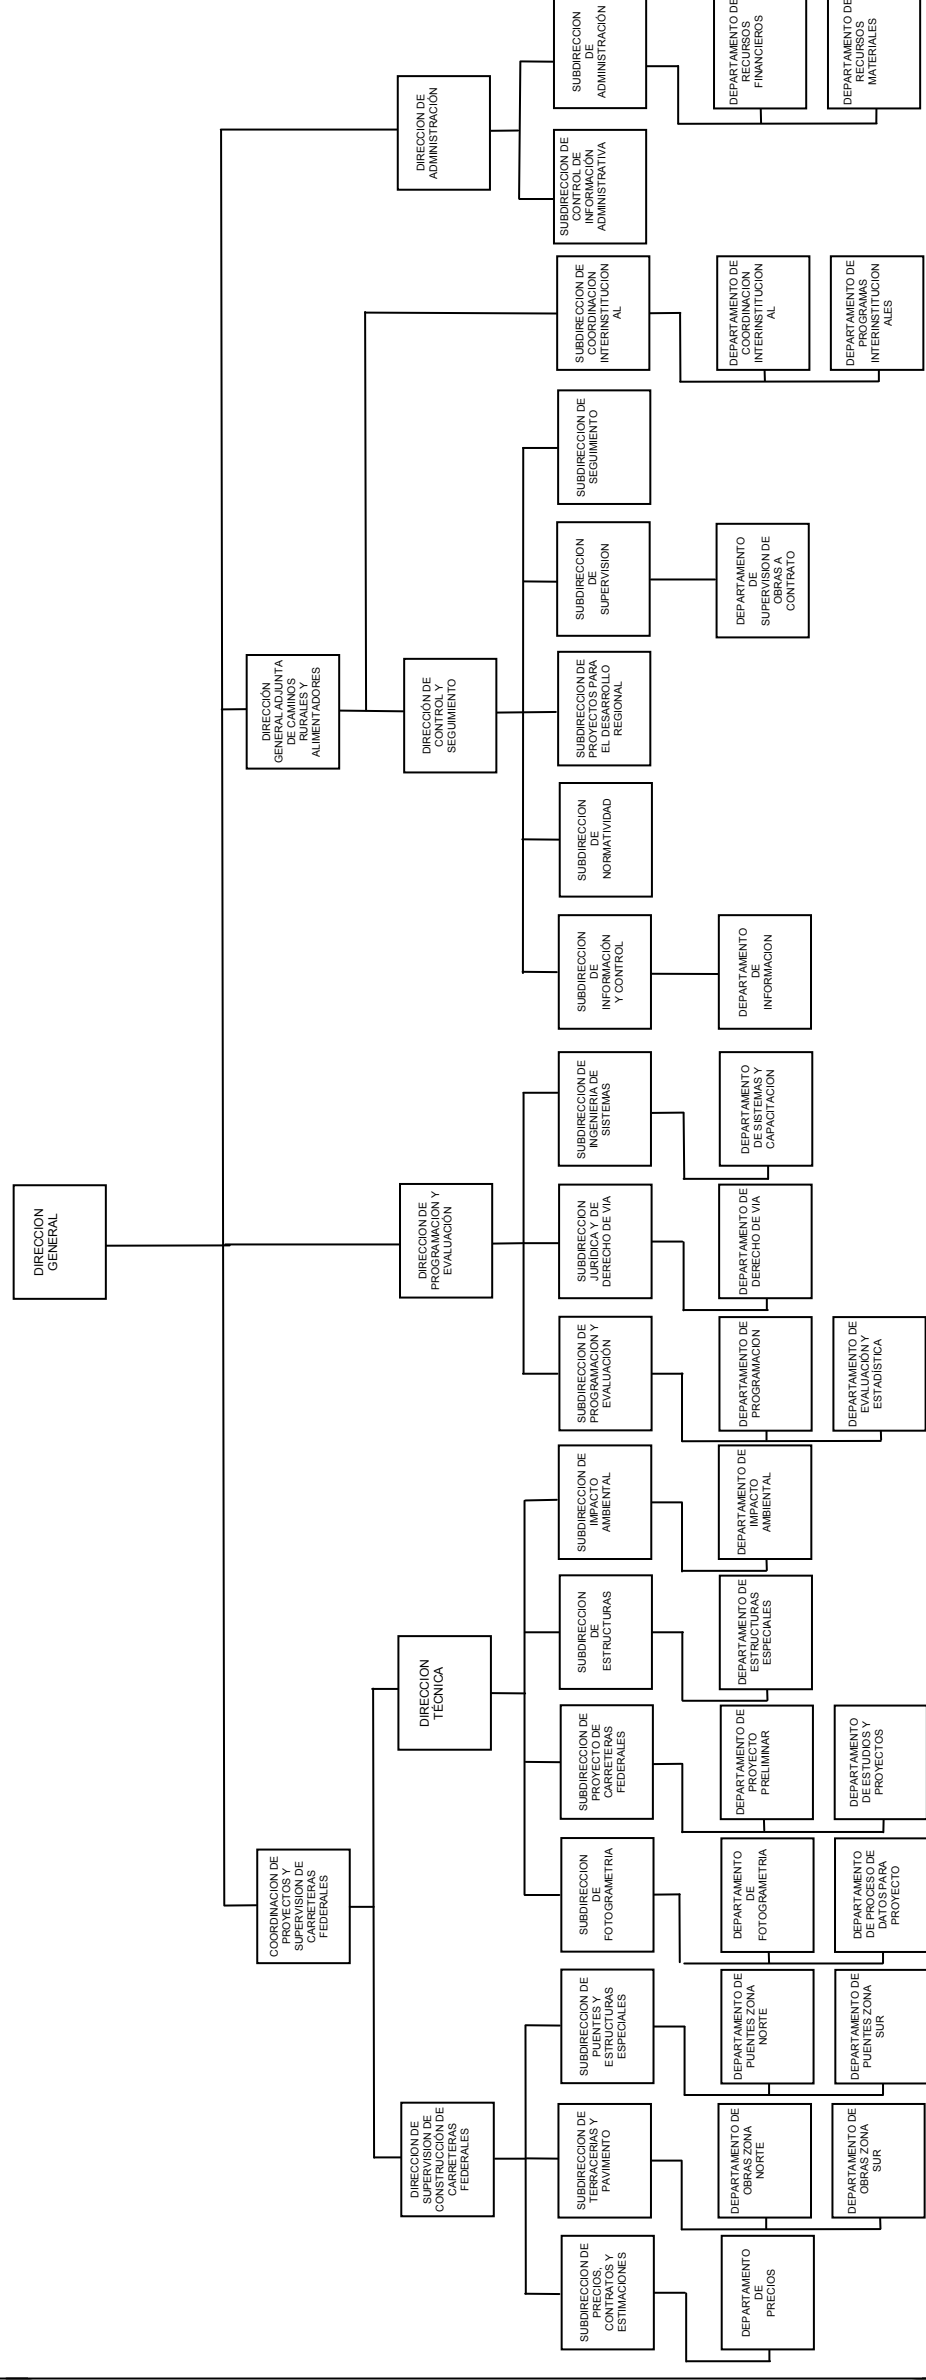 DIRECCION
GENERAL
COORDINACION DE
PROYECTOS Y
SUPERVISION DE
CARRETERAS
FEDERALES
DIRECCIÓN
GENERAL ADJUNTA
DE CAMINOS
RURALES Y
ALIMENTADORES
DIRECCION DE
SUPERVISION DE
CONSTRUCCIÓN DE
CARRETERAS
FEDERALES
DIRECCION
TÉCNICA
DIRECCION DE
PROGRAMACION Y
EVALUACIÓN
DIRECCIÓN DE
CONTROL Y
SEGUIMIENTO
DIRECCION DE
ADMINISTRACIÓN
SUBDIRECCION DE
PRECIOS,
CONTRATOS Y
ESTIMACIONES
SUBDIRECCION DE
TERRACERIAS Y
PAVIMENTO
SUBDIRECCION DE
PUENTES Y
ESTRUCTURAS
ESPECIALES
SUBDIRECCION
DE
FOTOGRAMETRIA
SUBDIRECCION DE
PROYECTO DE
CARRETERAS
FEDERALES
SUBDIRECCION
DE
ESTRUCTURAS
SUBDIRECCION DE
IMPACTO
AMBIENTAL
SUBDIRECCION DE
PROGRAMACION Y
EVALUACIÓN
SUBDIRECCION
JURÍDICA Y DE
DERECHO DE VIA
SUBDIRECCION DE
INGENIERIA DE
SISTEMAS
SUBDIRECCION
DE
INFORMACIÓN
Y CONTROL
SUBDIRECCION
DE
NORMATIVIDAD
SUBDIRECCION DE
PROYECTOS PARA
EL DESARROLLO
REGIONAL
SUBDIRECCION
DE
SUPERVISION
SUBDIRECCION DE
SEGUIMIENTO
SUBDIRECCION DE
COORDINACION
INTERINSTITUCION
AL
SUBDIRECCION DE
CONTROL DE
INFORMACIÓN
ADMINISTRATIVA
SUBDIRECCION
DE
ADMINISTRACIÓN
DEPARTAMENTO
DE
PRECIOS
DEPARTAMENTO DE
OBRAS ZONA
NORTE
DEPARTAMENTO DE
PUENTES ZONA
NORTE
DEPARTAMENTO
DE
FOTOGRAMETRIA
DEPARTAMENTO DE
PROYECTO
PRELIMINAR
DEPARTAMENTO DE
ESTRUCTURAS
ESPECIALES
DEPARTAMENTO DE
IMPACTO
AMBIENTAL
DEPARTAMENTO DE
PROGRAMACION
DEPARTAMENTO DE
DERECHO DE VIA
DEPARTAMENTO
DE SISTEMAS Y
CAPACITACION
DEPARTAMENTO
DE
INFORMACION
DEPARTAMENTO
DE
SUPERVISION DE
OBRAS A
CONTRATO
DEPARTAMENTO DE
COORDINACION
INTERINSTITUCION
AL
DEPARTAMENTO DE
RECURSOS
FINANCIEROS
DEPARTAMENTO DE
OBRAS ZONA
SUR
DEPARTAMENTO DE
PUENTES ZONA
SUR
DEPARTAMENTO
DE PROCESO DE
DATOS PARA
PROYECTO
DEPARTAMENTO
DE ESTUDIOS Y
PROYECTOS
DEPARTAMENTO DE
EVALUACIÓN Y
ESTADÍSTICA
DEPARTAMENTO DE
PROGRAMAS
INTERINSTITUCION
ALES
DEPARTAMENTO DE
RECURSOS
MATERIALES